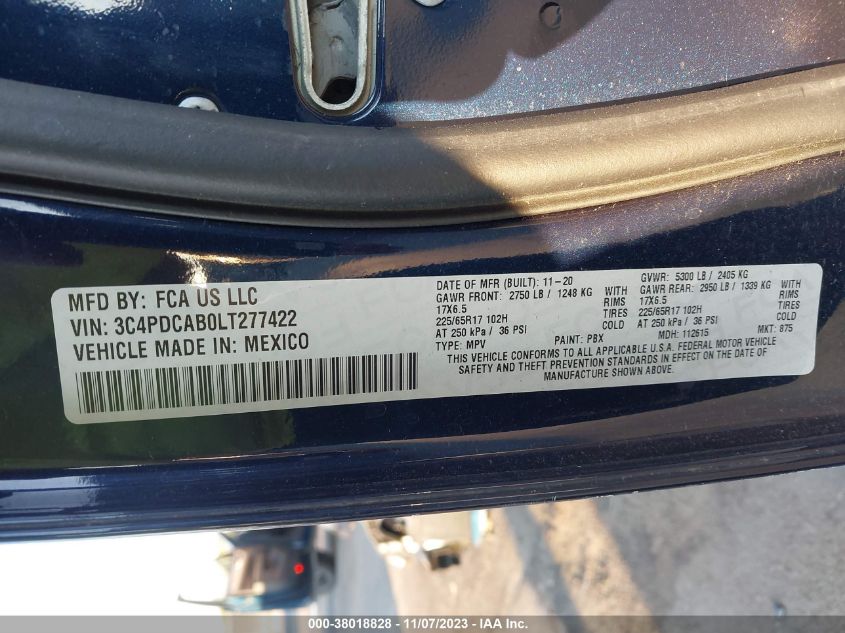 MFD BY: FCA US LLC
VIN: 3C4PDCAB0LT277422
VEHICLE MADE IN: MEXICO
DATE OF MFR (BUILT): 11-20 GVWR: 5300 LB / 2405 KG
GAWR FRONT: 2750 LB / 1248 KG WITH GAWR REAR: 2950 LB / 1339 KG WITH
17X6.5 RIMS 17X6.5 RIMS
225/65R17 102H TIRES 225/65R17 102H TIRES
AT 250 kPa / 36 PSI COLD AT 250 kPa / 36 PSI COLD
TYPE: MPV PAINT: PBX MDH: 112615 MKT: 875
THIS VEHICLE CONFORMS TO ALL APPLICABLE U.S.A. FEDERAL MOTOR VEHICLE
SAFETY AND THEFT PREVENTION STANDARDS IN EFFECT ON THE DATE OF
MANUFACTURE SHOWN ABOVE.
000-38018828 - 11/07/2023 - IAA Inc.